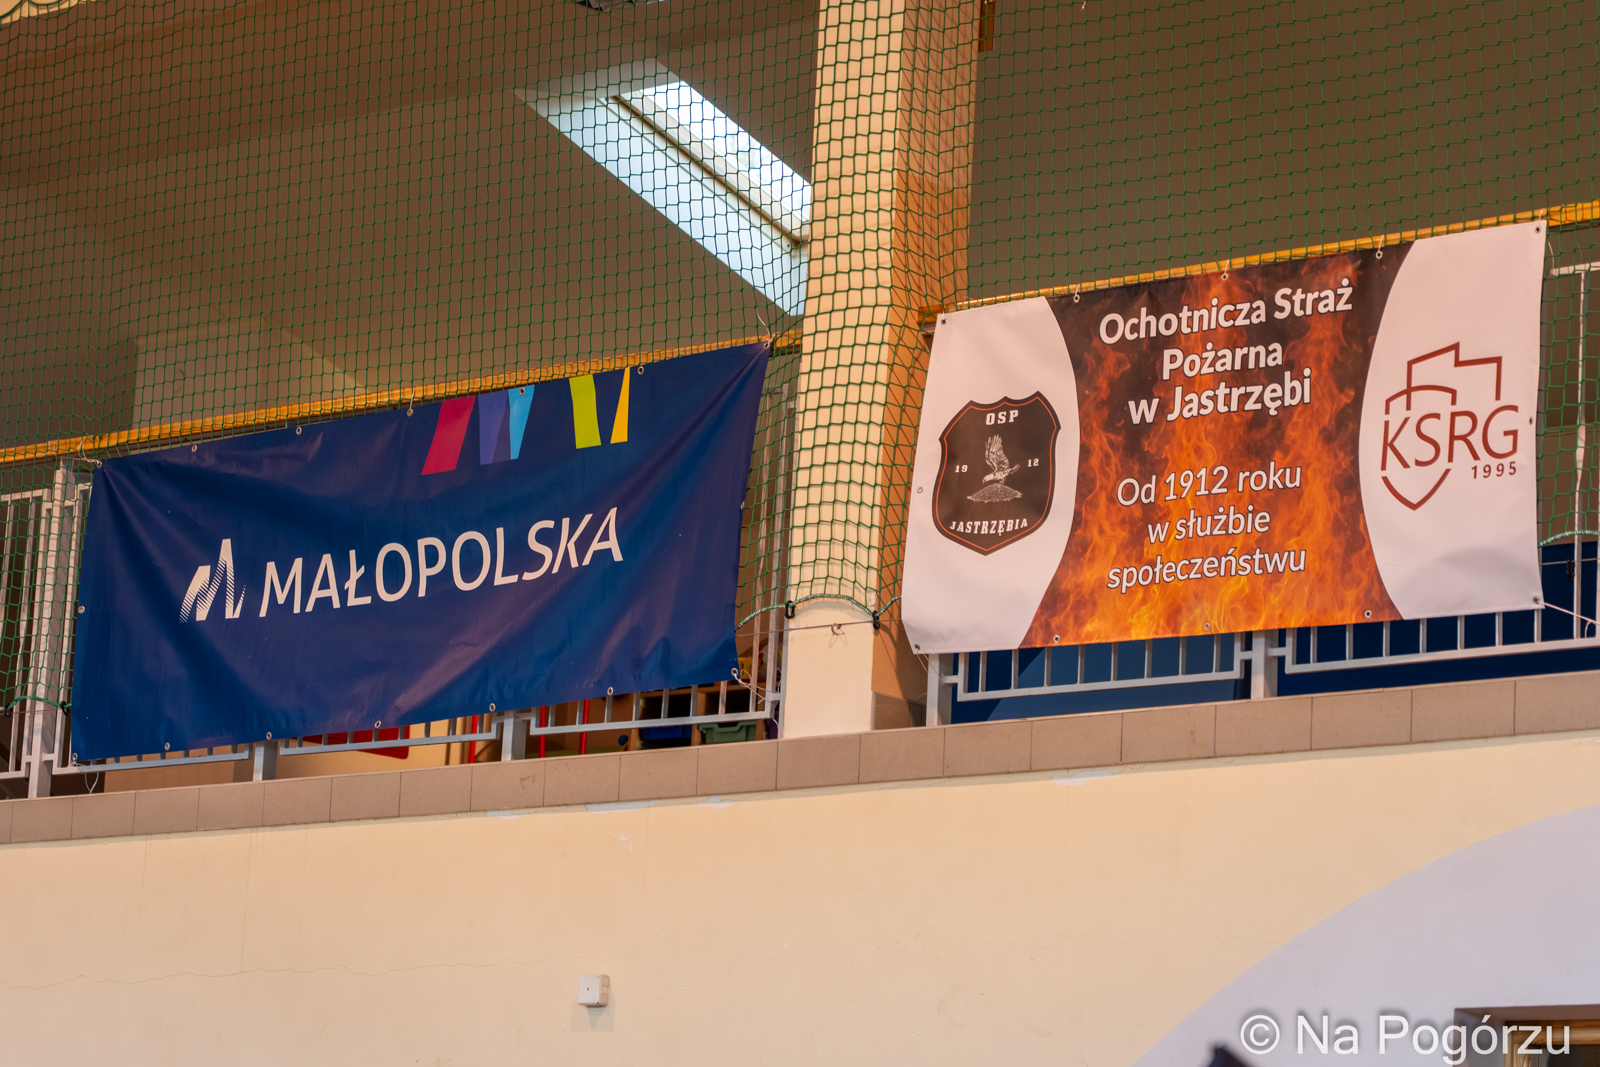 MAŁOPOLSKA
Ochotnicza Straż
Pożarna
w Jastrzębi
Od 1912 roku
w służbie
społeczeństwu
OSP
19 12
JASTRZĘBIA
KSRG
1995
© Na Pogórzu